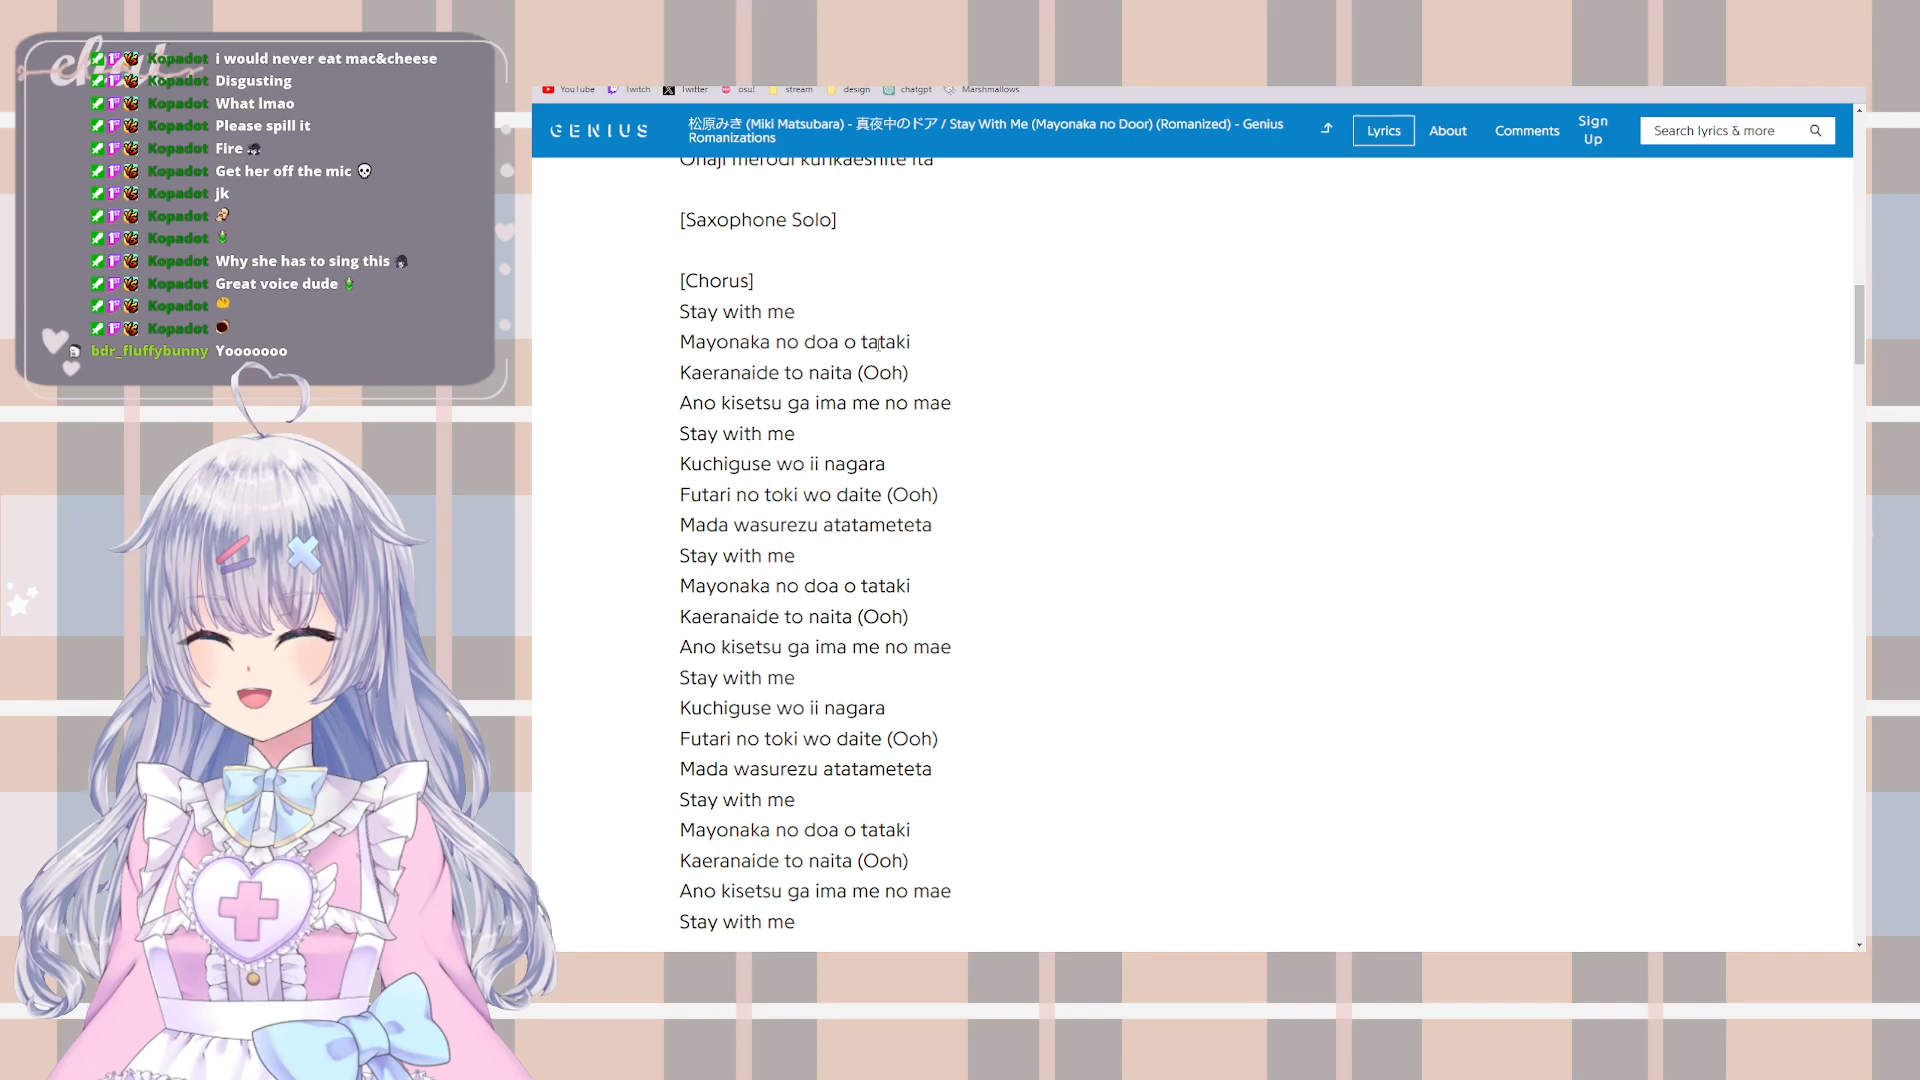 chat
Kopadot i would never eat mac&cheese
Kopadot Disgusting
Kopadot What lmao
Kopadot Please spill it
Kopadot Fire
Kopadot Get her off the mic
Kopadot jk
Kopadot
Kopadot
Kopadot Why she has to sing this
Kopadot Great voice dude
Kopadot
Kopadot
bdr_fluffybunny Yooooooo
YouTube Twitch Twitter osu! stream design chatgpt Marshmallows
GENIUS
松原みき (Miki Matsubara) - 真夜中のドア / Stay With Me (Mayonaka no Door) (Romanized) - Genius
Romanizations
Lyrics About Comments Sign Up Search lyrics & more
Onaji merodi kurikaeshite ita
[Saxophone Solo]
[Chorus]
Stay with me
Mayonaka no doa o tataki
Kaeranaide to naita (Ooh)
Ano kisetsu ga ima me no mae
Stay with me
Kuchiguse wo ii nagara
Futari no toki wo daite (Ooh)
Mada wasurezu atatameteta
Stay with me
Mayonaka no doa o tataki
Kaeranaide to naita (Ooh)
Ano kisetsu ga ima me no mae
Stay with me
Kuchiguse wo ii nagara
Futari no toki wo daite (Ooh)
Mada wasurezu atatameteta
Stay with me
Mayonaka no doa o tataki
Kaeranaide to naita (Ooh)
Ano kisetsu ga ima me no mae
Stay with me